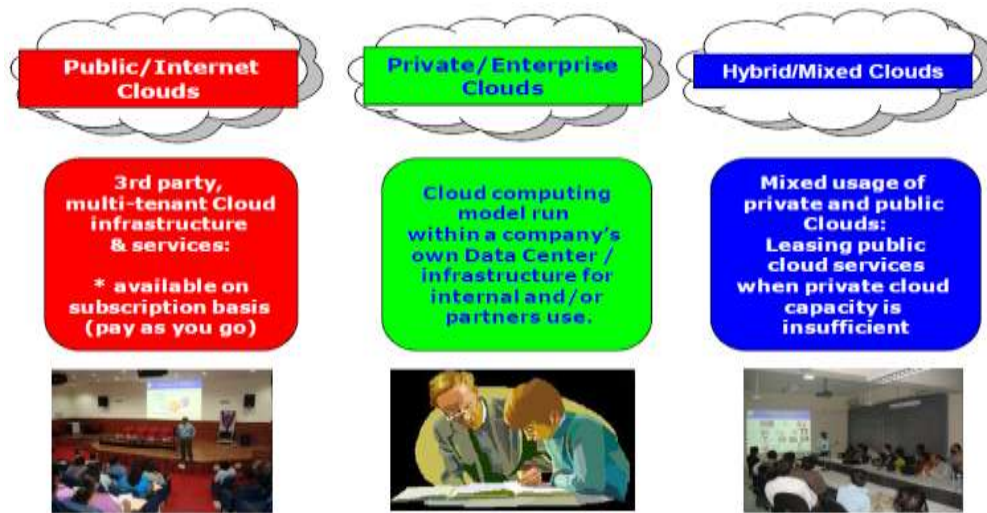 Public/Internet
Clouds
Private/Enterprise
Clouds
Hybrid/Mixed Clouds
3rd party,
multi-tenant Cloud
infrastructure
& services:
* available on
subscription basis
(pay as you go)
Cloud computing
model run
within a company's
own Data Center /
infrastructure for
internal and/or
partners use.
Mixed usage of
private and public
Clouds:
Leasing public
cloud services
when private cloud
capacity is
insufficient